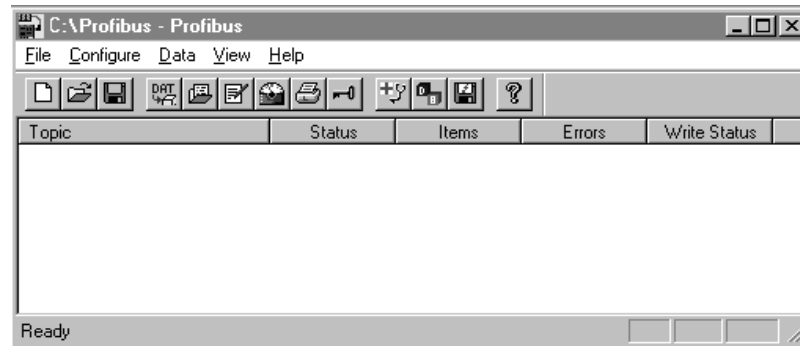 C:\Profibus - Profibus
File Configure Data View Help
DAT
Topic Status Items Errors Write Status
Ready